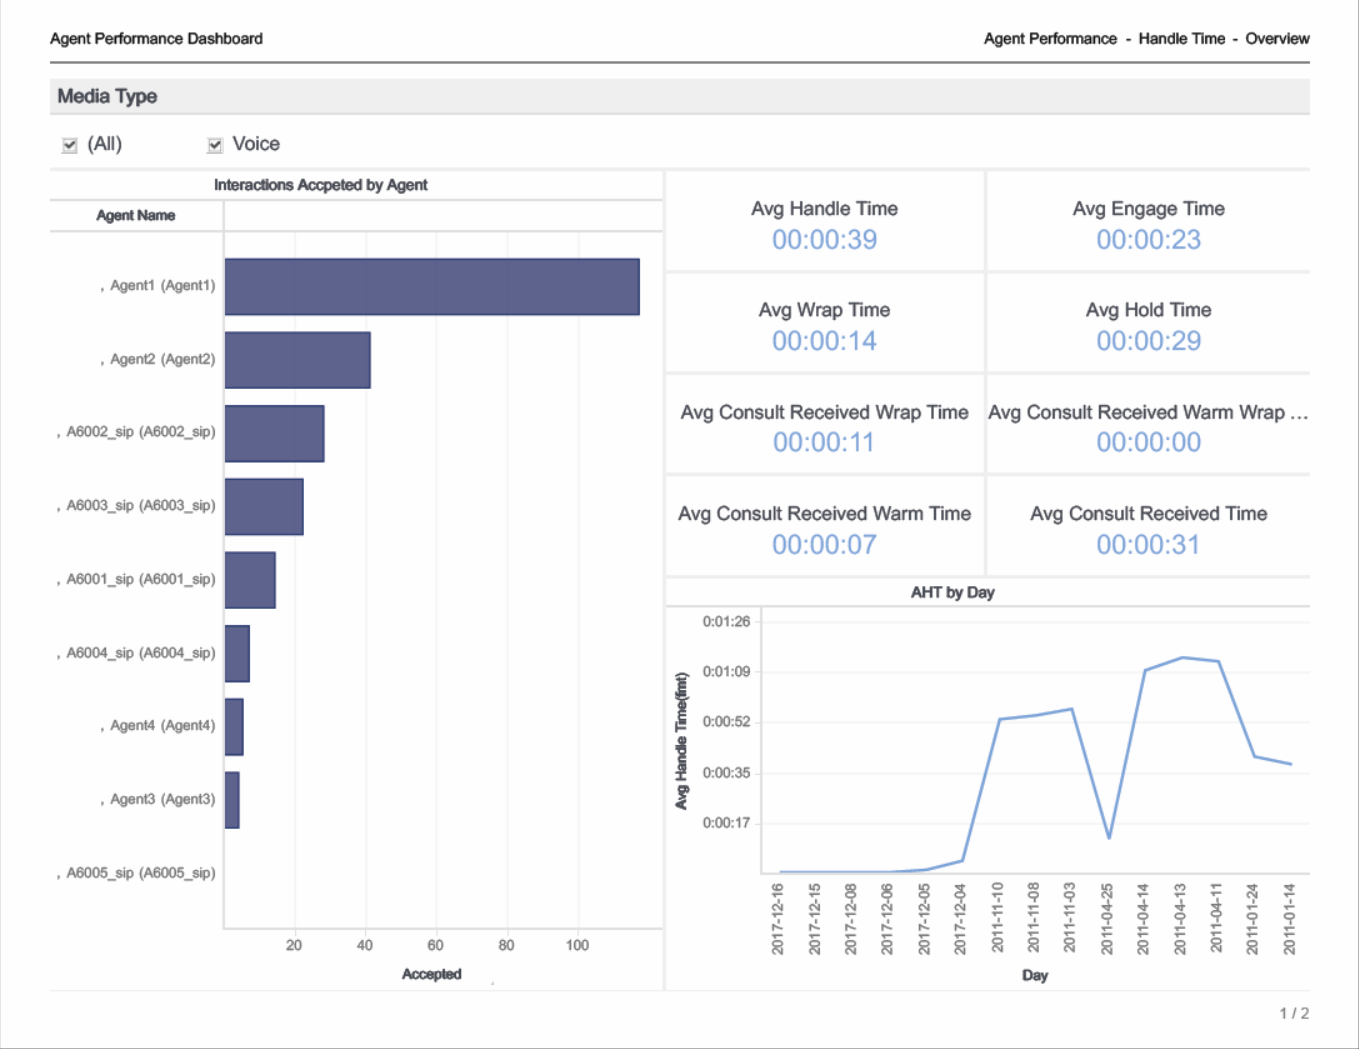 Agent Performance Dashboard
Agent Performance - Handle Time - Overview
Media Type
(All)
Voice
Interactions Accpeted by Agent
Agent Name
, Agent1 (Agent1)
, Agent2 (Agent2)
, A6002_sip (A6002_sip)
, A6003_sip (A6003_sip)
, A6001_sip (A6001_sip)
, A6004_sip (A6004_sip)
, Agent4 (Agent4)
, Agent3 (Agent3)
, A6005_sip (A6005_sip)
20
40
60
80
100
Accepted
Avg Handle Time
00:00:39
Avg Engage Time
00:00:23
Avg Wrap Time
00:00:14
Avg Hold Time
00:00:29
Avg Consult Received Wrap Time
00:00:11
Avg Consult Received Warm Wrap ...
00:00:00
Avg Consult Received Warm Time
00:00:07
Avg Consult Received Time
00:00:31
AHT by Day
Avg Handle Time(fmt)
0:01:26
0:01:09
0:00:52
0:00:35
0:00:17
2017-12-16
2017-12-15
2017-12-08
2017-12-06
2017-12-05
2017-12-04
2011-11-10
2011-11-08
2011-11-03
2011-04-25
2011-04-14
2011-04-13
2011-04-11
2011-01-24
2011-01-14
Day
1 / 2